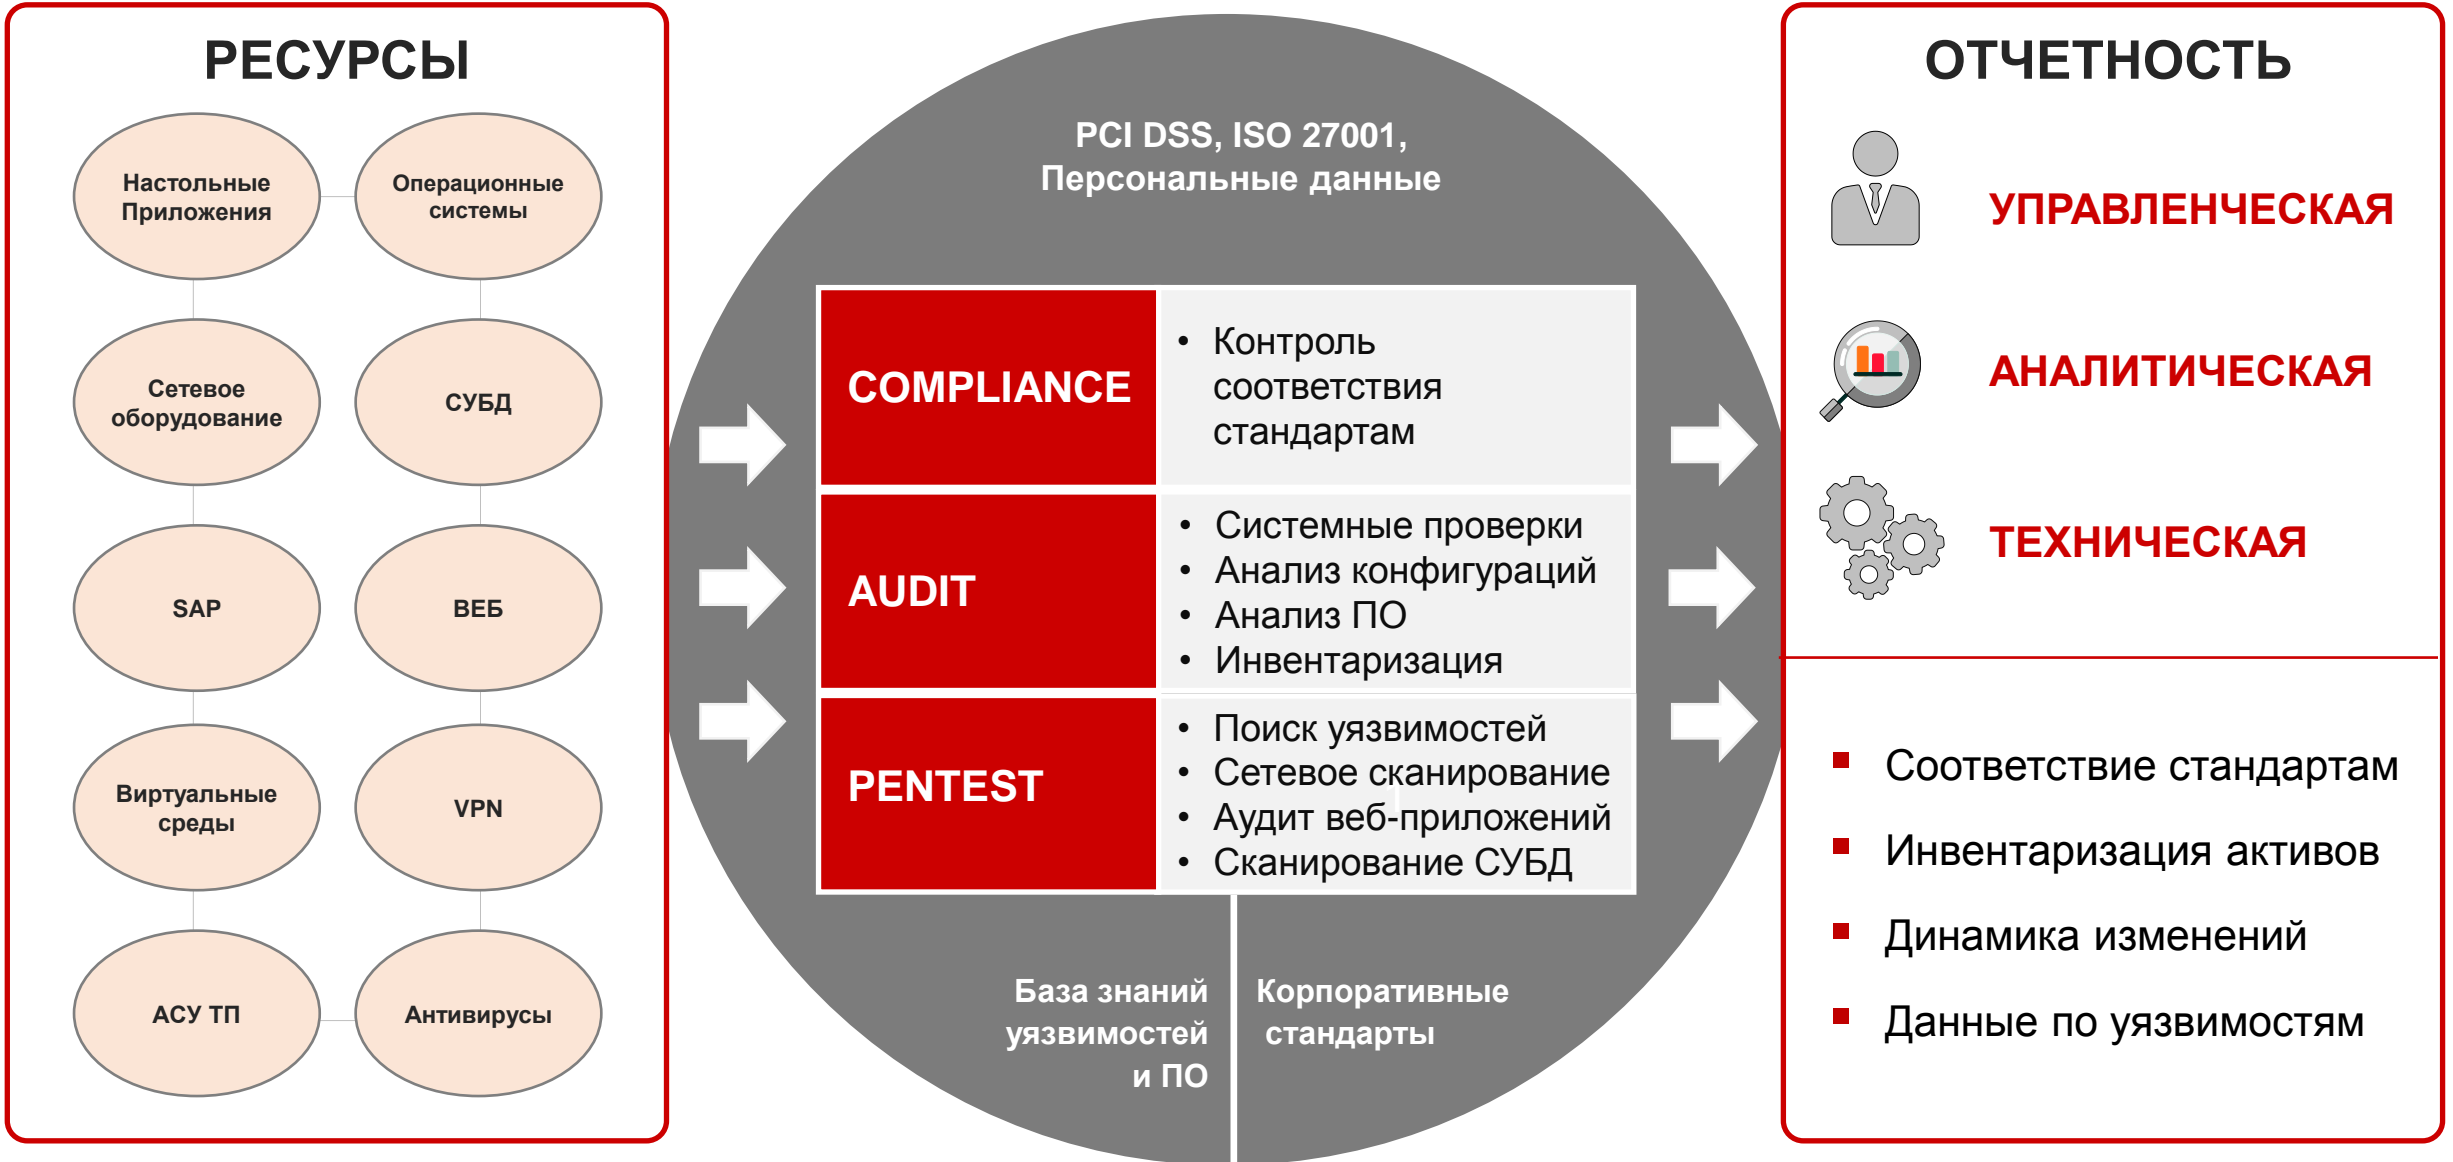 РЕСУРСЫ
Настольные
Приложения
Операционные
системы
Сетевое
оборудование
СУБД
SAP
ВЕБ
Виртуальные
среды
VPN
АСУ ТП
Антивирусы
PCI DSS, ISO 27001,
Персональные данные
COMPLIANCE
• Контроль
соответствия
стандартам
AUDIT
• Системные проверки
• Анализ конфигураций
• Анализ ПО
• Инвентаризация
PENTEST
• Поиск уязвимостей
• Сетевое сканирование
• Аудит веб-приложений
• Сканирование СУБД
1
База знаний
уязвимостей
и ПО
Корпоративные
стандарты
ОТЧЕТНОСТЬ
УПРАВЛЕНЧЕСКАЯ
АНАЛИТИЧЕСКАЯ
ТЕХНИЧЕСКАЯ
▪ Соответствие стандартам
▪ Инвентаризация активов
▪ Динамика изменений
▪ Данные по уязвимостям